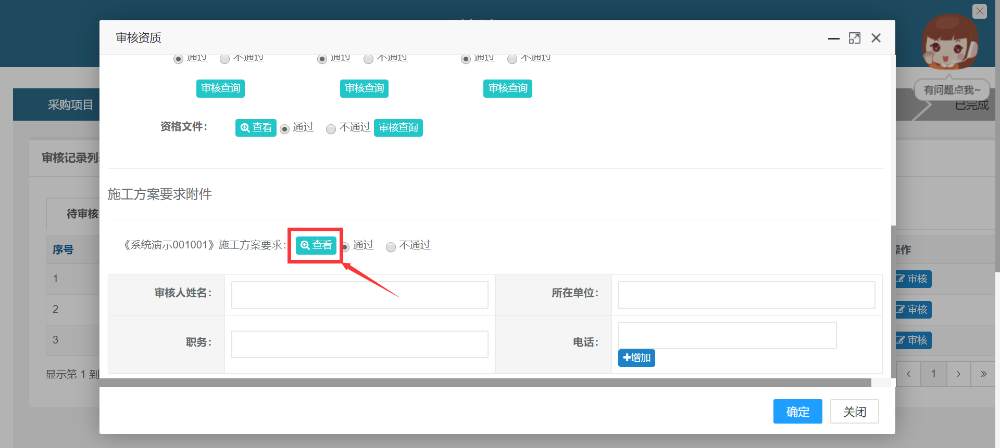 审核资质
通过 不通过 通过 不通过 通过 不通过
审核查询 审核查询 审核查询
有问题点我~
采购项目
已完成
资格文件： 查看 通过 不通过 审核查询
审核记录列
施工方案要求附件
待审核
《系统演示001001》施工方案要求： 查看 通过 不通过
序号
操作
1
审核人姓名： 所在单位：
审核
2
审核
3
职务： 电话：
审核
增加
显示第 1 到
‹ 1 › »
确定 关闭